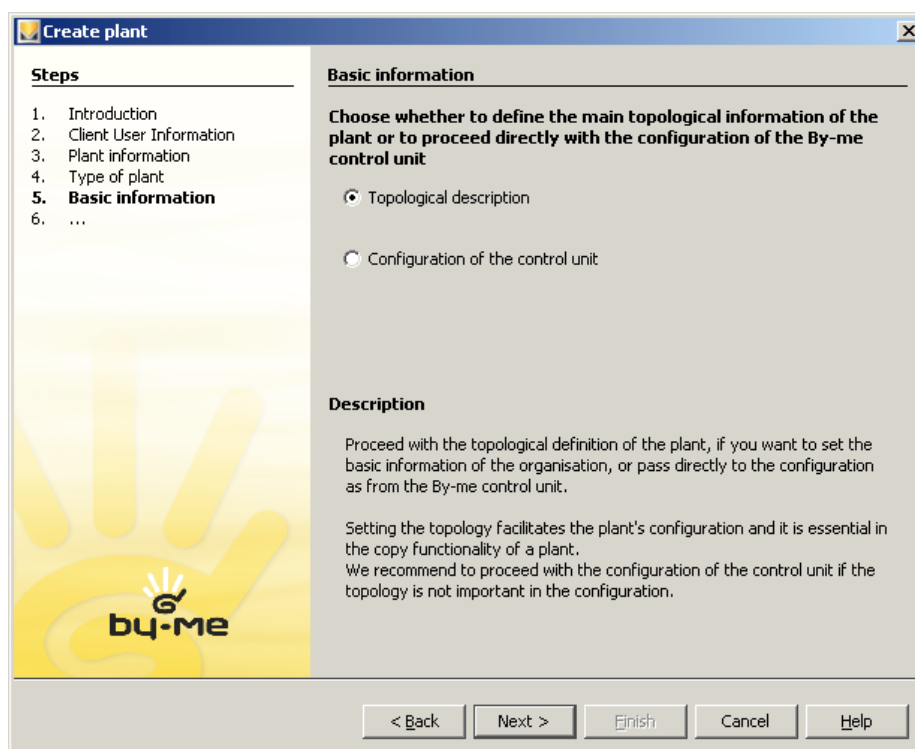 Create plant
Steps
1. Introduction
2. Client User Information
3. Plant information
4. Type of plant
5. Basic information
6. ...
by-me
Basic information
Choose whether to define the main topological information of the
plant or to proceed directly with the configuration of the By-me
control unit
Topological description
Configuration of the control unit
Description
Proceed with the topological definition of the plant, if you want to set the
basic information of the organisation, or pass directly to the configuration
as from the By-me control unit.
Setting the topology facilitates the plant's configuration and it is essential in
the copy functionality of a plant.
We recommend to proceed with the configuration of the control unit if the
topology is not important in the configuration.
< Back Next > Finish Cancel Help